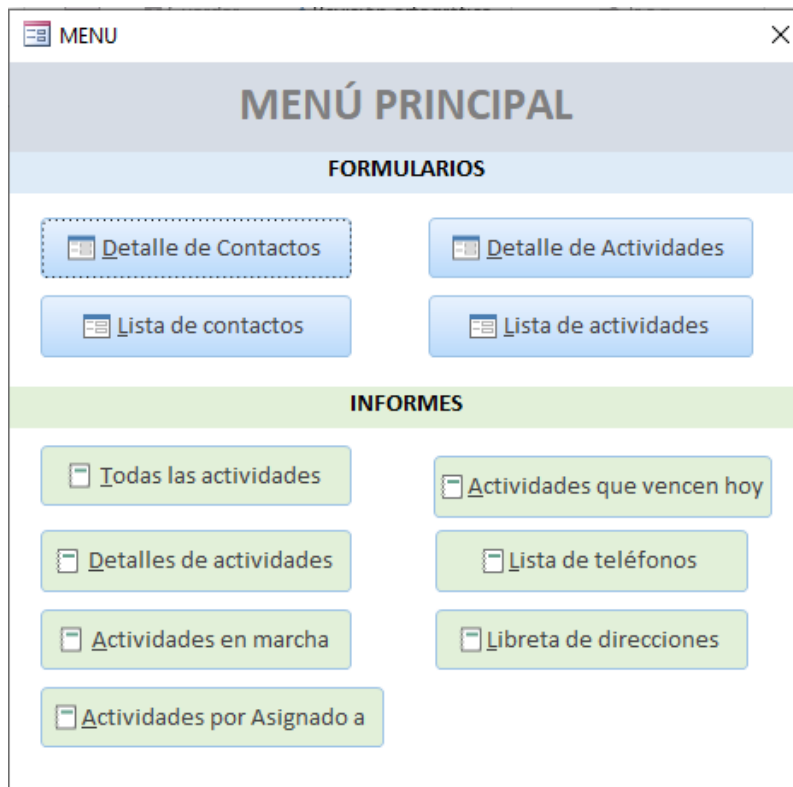 MENU
MENÚ PRINCIPAL
FORMULARIOS
Detalle de Contactos
Detalle de Actividades
Lista de contactos
Lista de actividades
INFORMES
Todas las actividades
Actividades que vencen hoy
Detalles de actividades
Lista de teléfonos
Actividades en marcha
Libreta de direcciones
Actividades por Asignado a